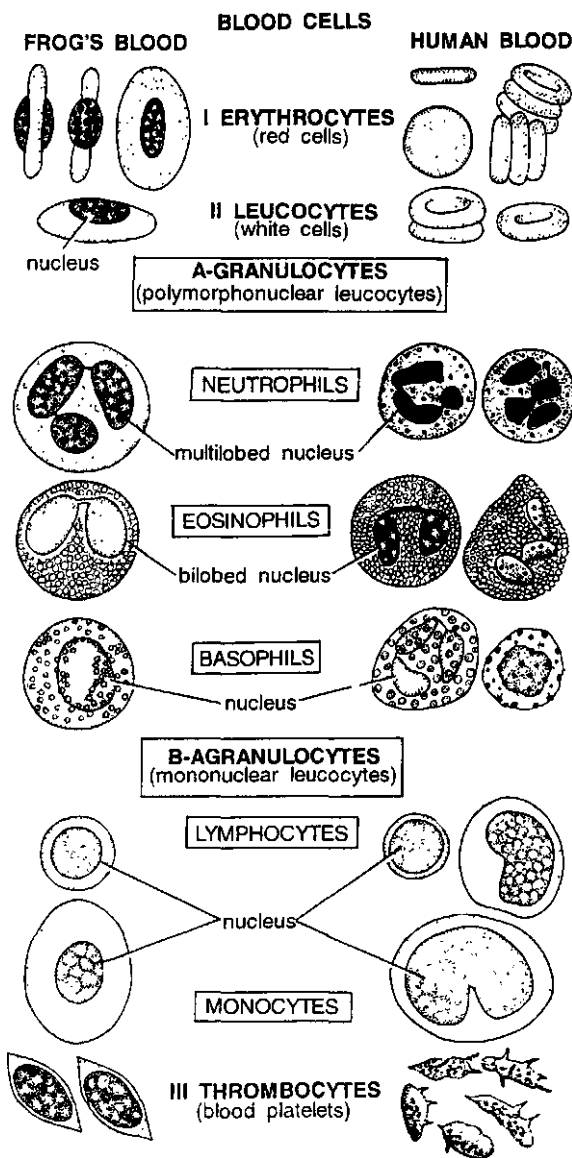 BLOOD CELLS
FROG'S BLOOD
HUMAN BLOOD
I ERYTHROCYTES
(red cells)
II LEUCOCYTES
(white cells)
nucleus
A-GRANULOCYTES
(polymorphonuclear leucocytes)
NEUTROPHILS
multilobed nucleus
EOSINOPHILS
bilobed nucleus
BASOPHILS
nucleus
B-AGRANULOCYTES
(mononuclear leucocytes)
LYMPHOCYTES
nucleus
MONOCYTES
III THROMBOCYTES
(blood platelets)